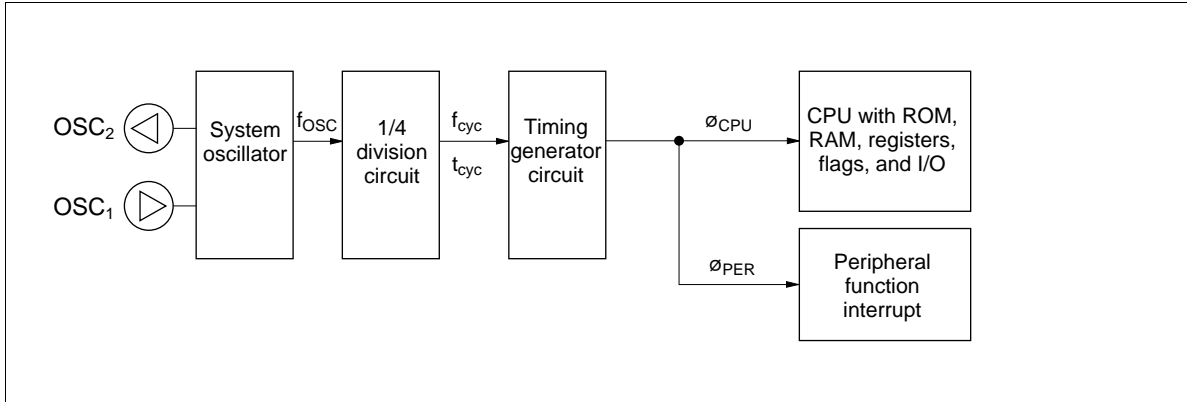 OSC2
OSC1
System
oscillator
fOSC
1/4
division
circuit
fcyc
tcyc
Timing
generator
circuit
øCPU
CPU with ROM,
RAM, registers,
flags, and I/O
øPER
Peripheral
function
interrupt